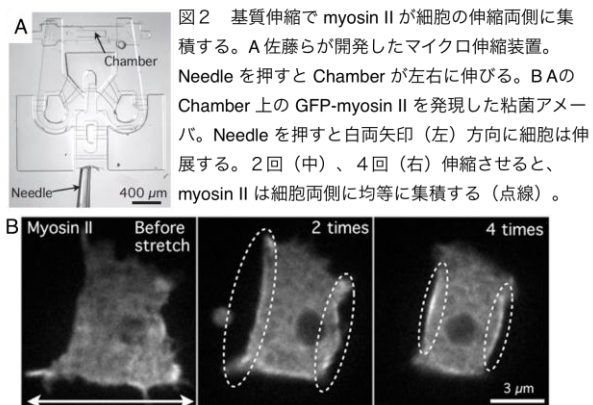 A
Chamber
Needle
400 µm
図２　基質伸縮で myosin II が細胞の伸縮両側に集
積する。A 佐藤らが開発したマイクロ伸縮装置。
Needle を押すと Chamber が左右に伸びる。B Aの
Chamber 上の GFP-myosin II を発現した粘菌アメー
バ。Needle を押すと白両矢印（左）方向に細胞は伸
展する。２回（中）、４回（右）伸縮させると、
myosin II は細胞両側に均等に集積する（点線）。
B
Myosin II
Before
stretch
2 times
4 times
3 µm